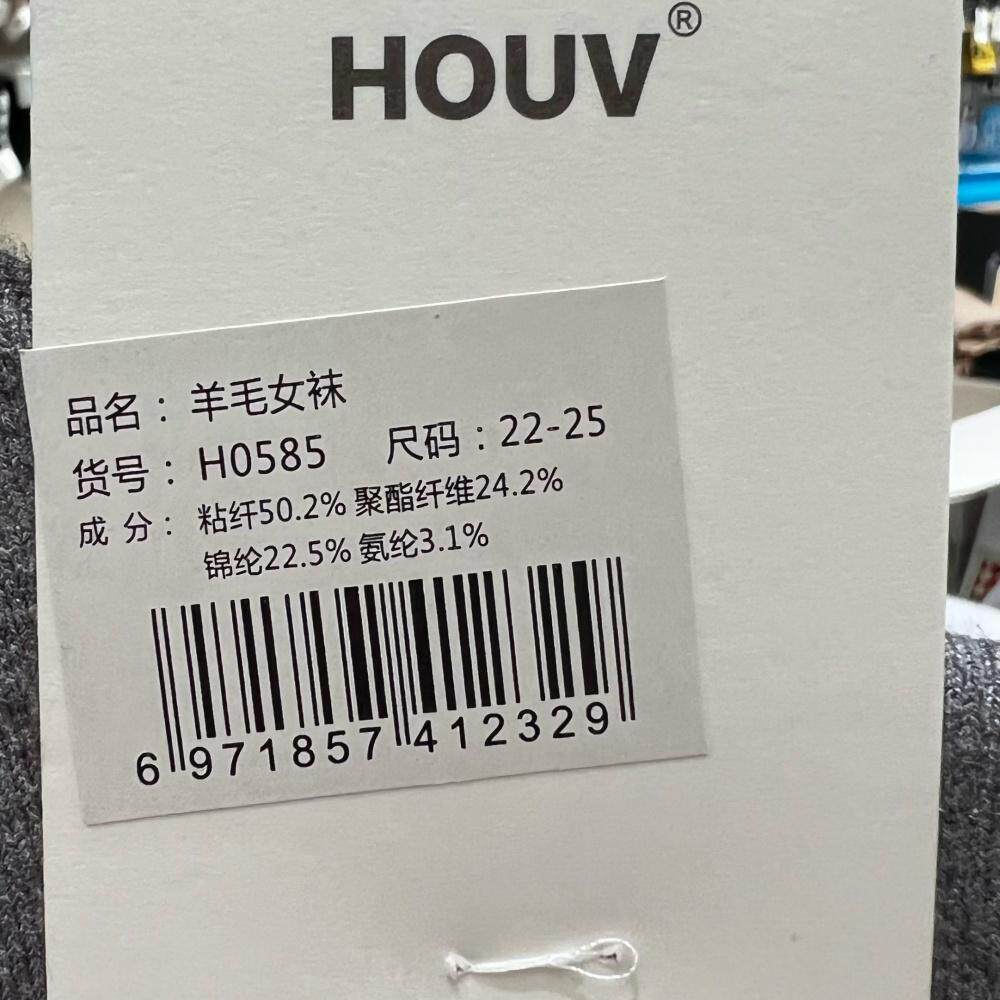 HOUV®
品名：羊毛女袜
货号：H0585 尺码：22-25
成 分：粘纤50.2% 聚酯纤维24.2%
锦纶22.5% 氨纶3.1%
6 971857 412329